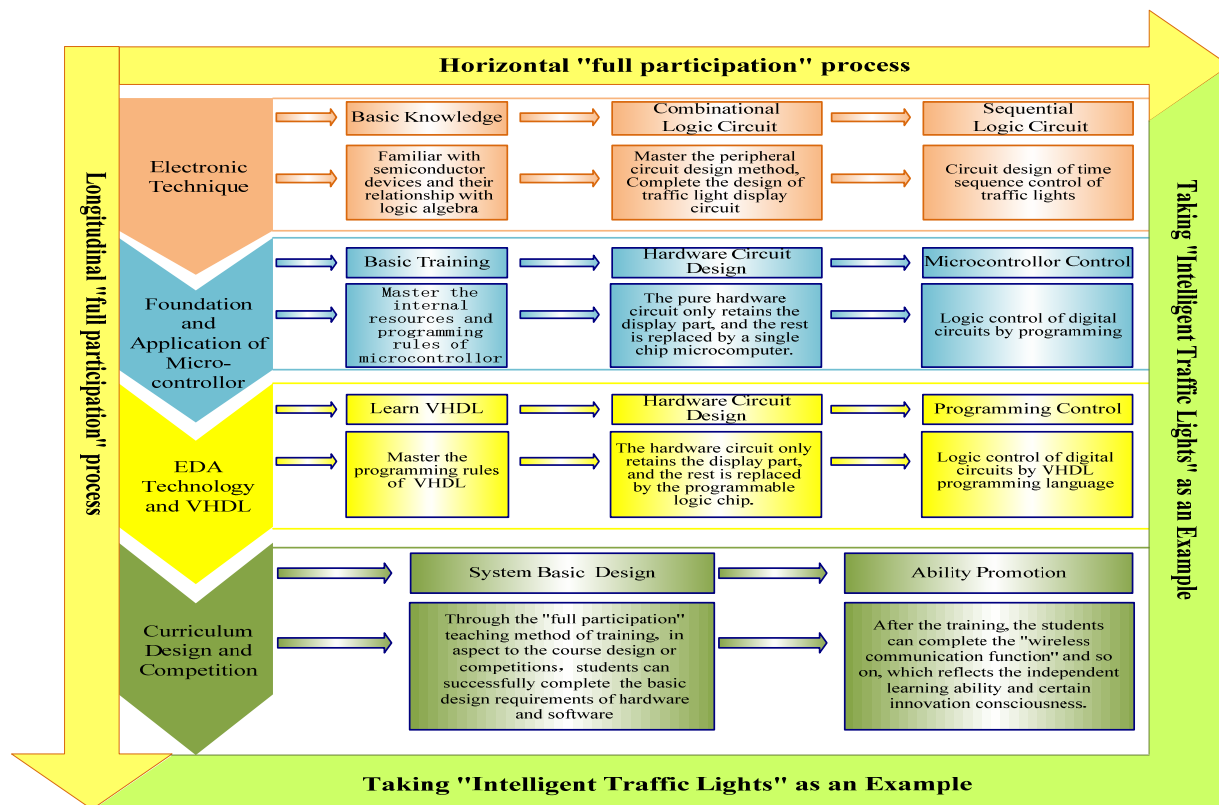 Horizontal "full participation" process
Longitudinal "full participation" process
Electronic
Technique
Basic Knowledge
Combinational
Logic Circuit
Sequential
Logic Circuit
Familiar with
semiconductor
devices and their
relationship with
logic algebra
Master the peripheral
circuit design method,
Complete the design of
traffic light display
circuit
Circuit design of time
sequence control of
traffic lights
Foundation
and
Application of
Micro-
controllor
Basic Training
Hardware Circuit
Design
Microcontrollor Control
Master the
internal
resources and
programming
rules of
microcontrollor
The pure hardware
circuit only retains
the display part, and the rest
is replaced by a single
chip microcomputer.
Logic control of digital
circuits by programming
EDA
Technology
and VHDL
Learn VHDL
Hardware Circuit
Design
Programming Control
Master the
programming rules
of VHDL
The hardware circuit only
retains the display part,
and the rest is replaced
by the programmable
logic chip.
Logic control of digital
circuits by VHDL
programming language
Curriculum
Design and
Competition
System Basic Design
Ability Promotion
Through the "full participation"
teaching method of training, in
aspect to the course design or
competitions, students can
successfully complete the basic
design requirements of hardware
and software
After the training, the students
can complete the "wireless
communication function" and so
on, which reflects the independent
learning ability and certain
innovation consciousness.
Taking "Intelligent Traffic Lights" as an Example
Taking "Intelligent Traffic Lights" as an Example